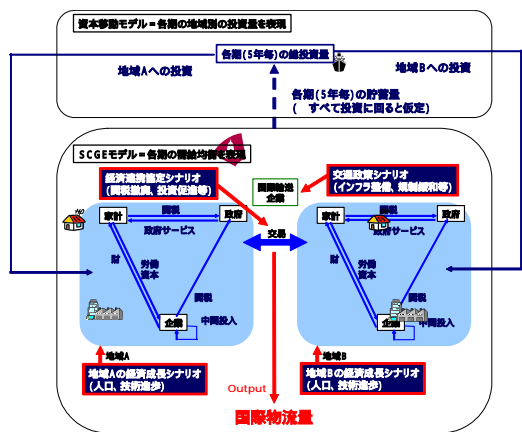 資本移動モデル=各期の地域別の投資量を表現
各期(5年毎)の総投資量
地域Aへの投資
地域Bへの投資
各期(5年毎)の貯蓄量
( すべて投資に回ると仮定)
SCGEモデル=各期の需給均衡を表現
経済連携協定シナリオ
(関税撤廃、投資促進等)
国際輸送
企業
交通政策シナリオ
(インフラ整備、規制緩和等)
家計
関税
政府
政府サービス
交易
財
労働
資本
関税
企業
中間投入
家計
関税
政府
政府サービス
財
労働
資本
関税
企業
中間投入
地域A
地域Aの経済成長シナリオ
(人口、技術進歩)
地域B
地域Bの経済成長シナリオ
(人口、技術進歩)
Output
国際物流量